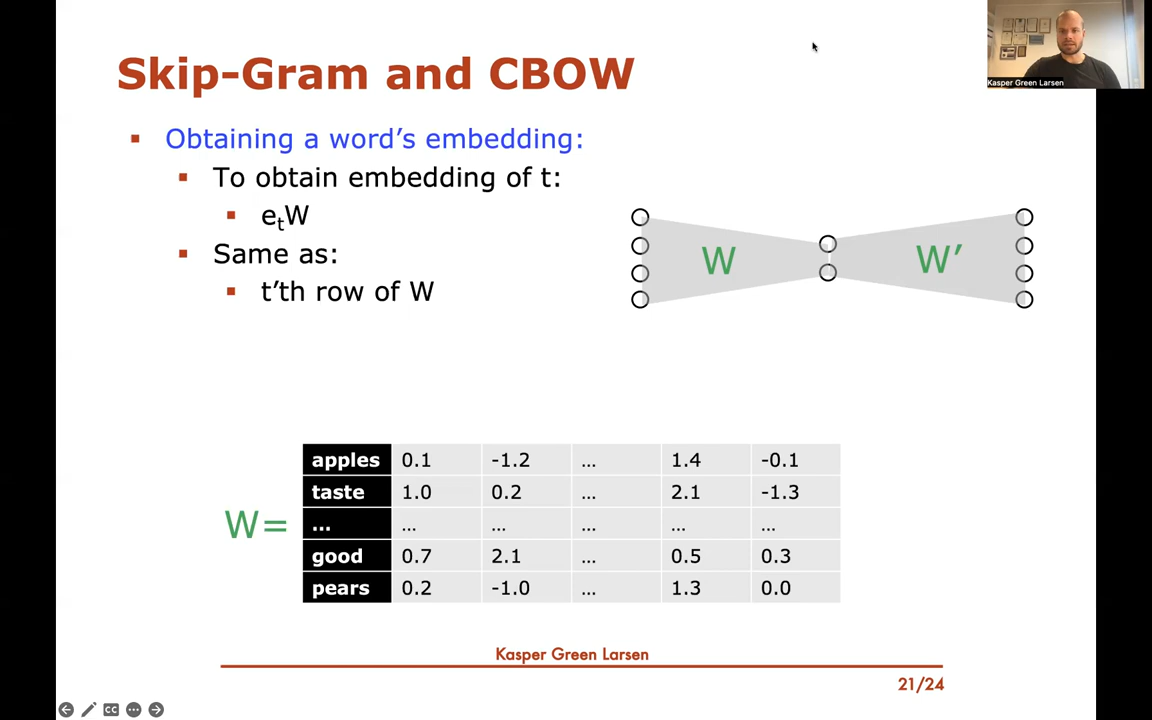 Skip-Gram and CBOW
Kasper Green Larsen
Obtaining a word's embedding:
To obtain embedding of t:
etW
Same as:
t'th row of W
W W'
W=
apples 0.1 -1.2 ... 1.4 -0.1
taste 1.0 0.2 ... 2.1 -1.3
... ... ... ... ... ...
good 0.7 2.1 ... 0.5 0.3
pears 0.2 -1.0 ... 1.3 0.0
Kasper Green Larsen
21/24
CC